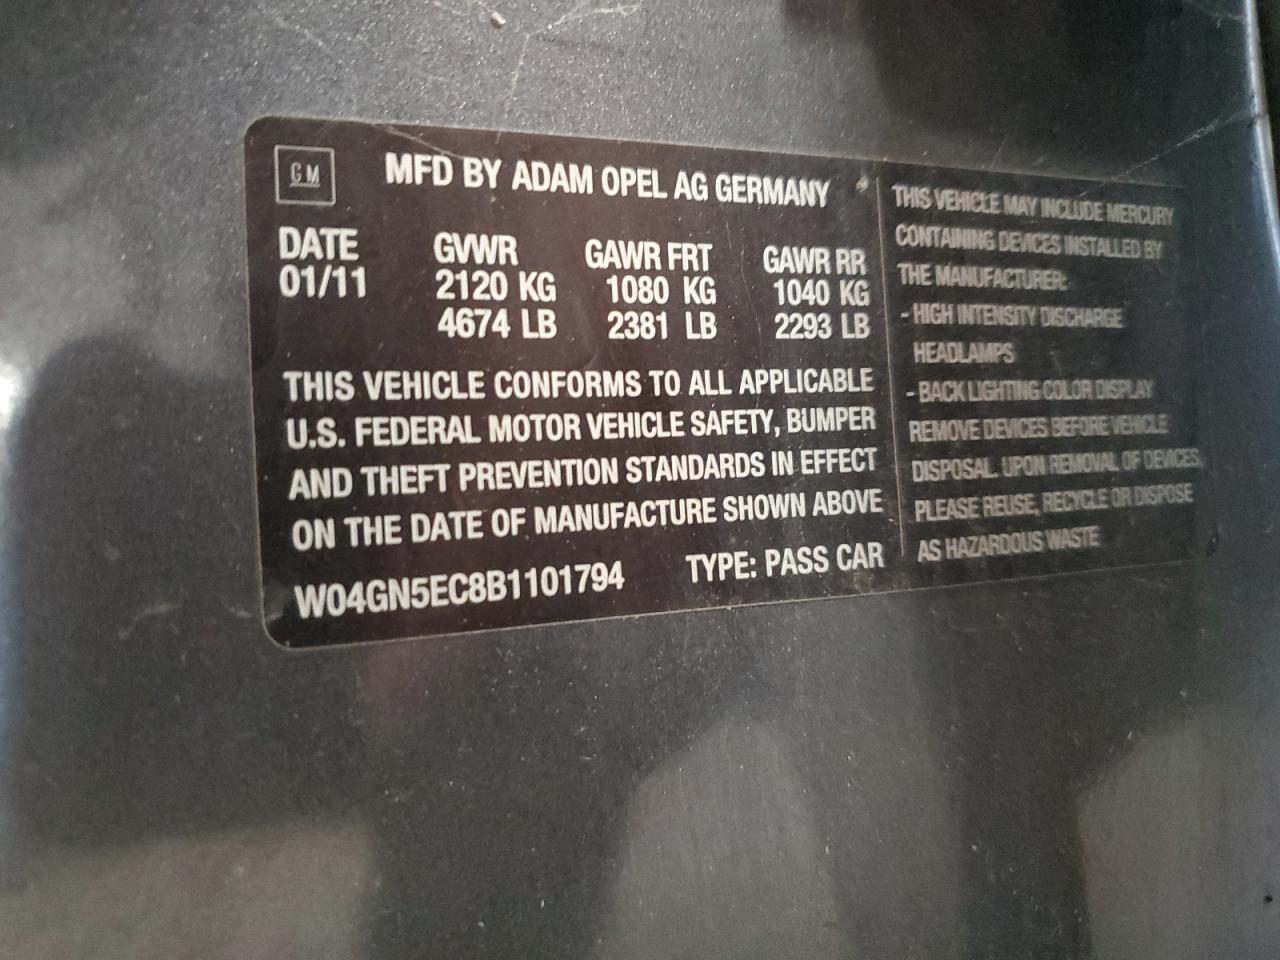 GM
MFD BY ADAM OPEL AG GERMANY
DATE GVWR GAWR FRT GAWR RR
01/11 2120 KG 1080 KG 1040 KG
4674 LB 2381 LB 2293 LB
THIS VEHICLE CONFORMS TO ALL APPLICABLE
U.S. FEDERAL MOTOR VEHICLE SAFETY, BUMPER
AND THEFT PREVENTION STANDARDS IN EFFECT
ON THE DATE OF MANUFACTURE SHOWN ABOVE
W04GN5EC8B1101794 TYPE: PASS CAR
THIS VEHICLE MAY INCLUDE MERCURY
CONTAINING DEVICES INSTALLED BY
THE MANUFACTURER:
- HIGH INTENSITY DISCHARGE
HEADLAMPS
- BACK LIGHTING COLOR DISPLAY
REMOVE DEVICES BEFORE VEHICLE
DISPOSAL. UPON REMOVAL OF DEVICES,
PLEASE REUSE, RECYCLE OR DISPOSE
AS HAZARDOUS WASTE